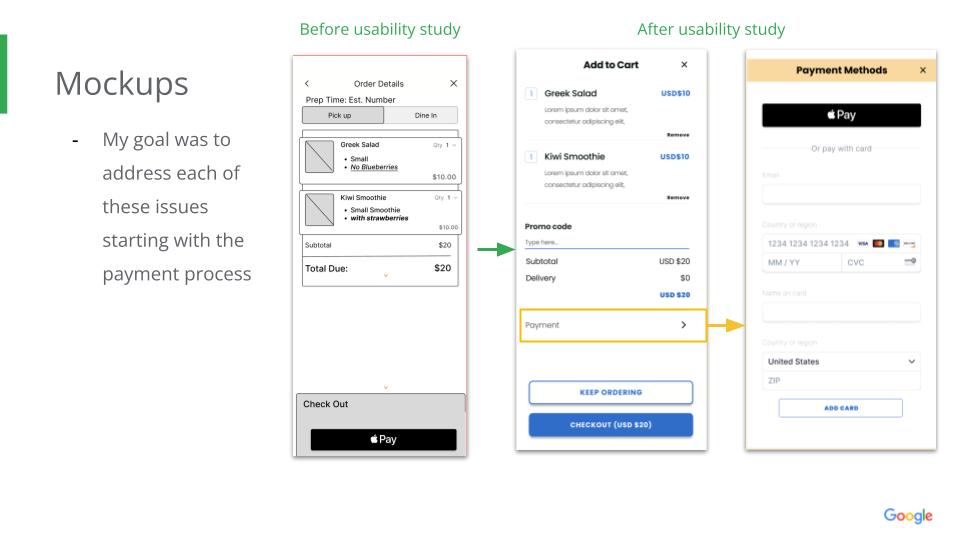 Before usability study
After usability study
Mockups
- My goal was to
address each of
these issues
starting with the
payment process
Order Details
Prep Time: Est. Number
Pick up
Dine In
Greek Salad
Qty 1
• Small
• No Blueberries
$10.00
Kiwi Smoothie
Qty 1
• Small Smoothie
• with strawberries
$10.00
Subtotal $20
Total Due: $20
Check Out
Pay
Add to Cart ×
1 Greek Salad USD$10
Lorem ipsum dolor sit amet,
consectetur adipiscing elit,
Remove
1 Kiwi Smoothie USD$10
Lorem ipsum dolor sit amet,
consectetur adipiscing elit,
Remove
Promo code
Type here...
Subtotal USD $20
Delivery $0
USD $20
Payment
KEEP ORDERING
CHECKOUT (USD $20)
Payment Methods ×
Pay
Or pay with card
Email
Country or region
1234 1234 1234 1234 VISA
MM / YY CVC
Name on card
Country or region
United States
ZIP
ADD CARD
Google